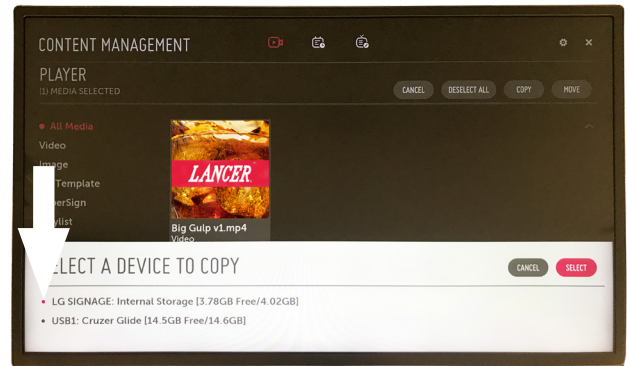 CONTENT MANAGEMENT
PLAYER
(1) MEDIA SELECTED
CANCEL
DESELECT ALL
COPY
MOVE
All Media
Video
Image
Template
Big Gulp v1.mp4
Video
LANCER
SELECT A DEVICE TO COPY
CANCEL
SELECT
LG SIGNAGE: Internal Storage [3.78GB Free/4.02GB]
USB1: Cruzer Glide [14.5GB Free/14.6GB]